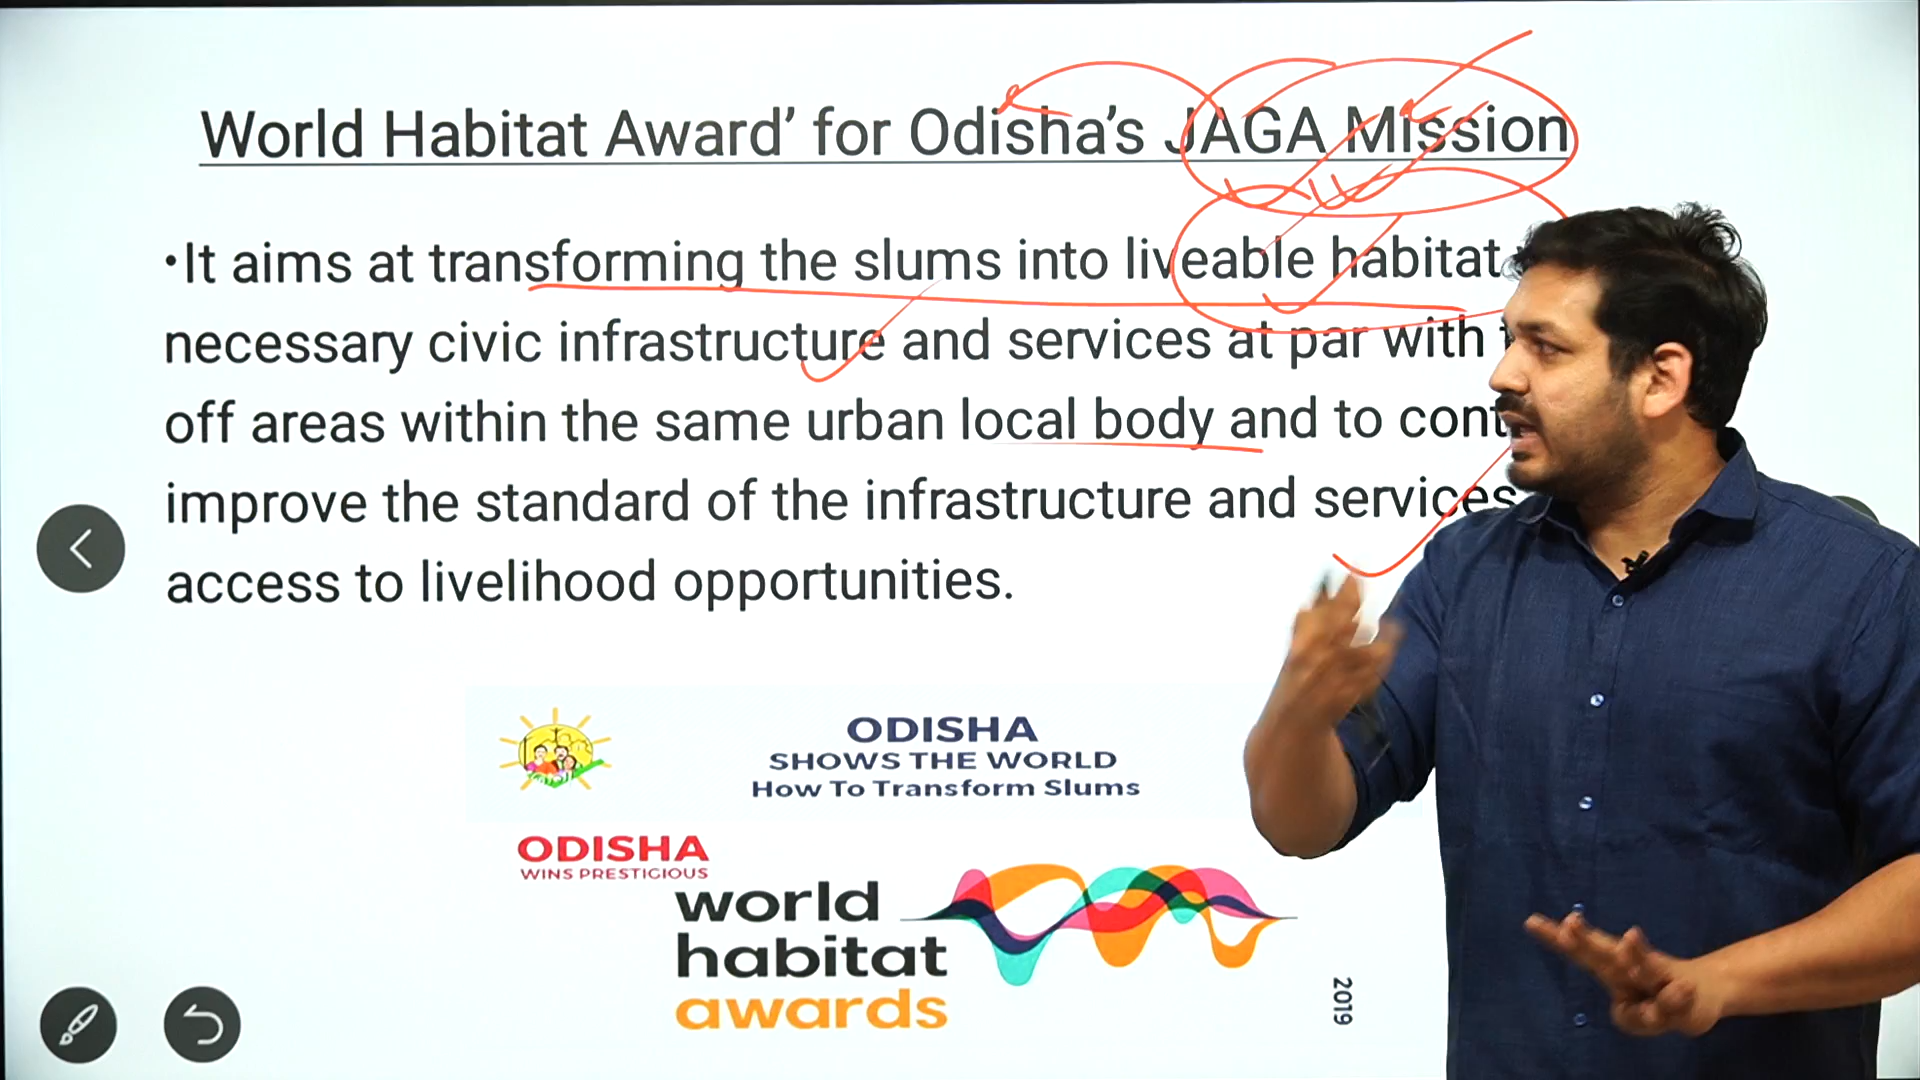 World Habitat Award’ for Odisha’s JAGA Mission
•It aims at transforming the slums into liveable habitat
necessary civic infrastructure and services at par with
off areas within the same urban local body and to cont
improve the standard of the infrastructure and services
access to livelihood opportunities.
ODISHA
SHOWS THE WORLD
How To Transform Slums
ODISHA
WINS PRESTIGIOUS
world
habitat
awards
2019